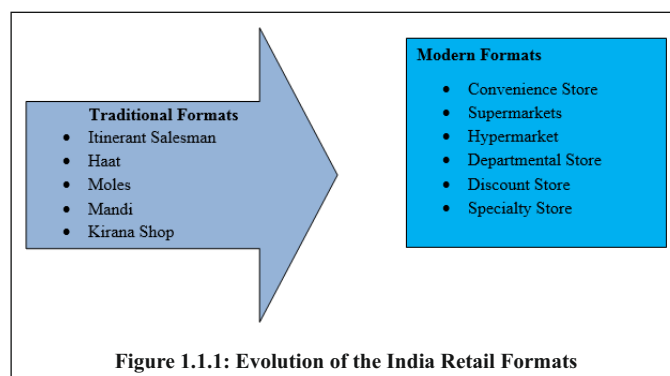 Traditional Formats
Itinerant Salesman
Haat
Moles
Mandi
Kirana Shop
Modern Formats
Convenience Store
Supermarkets
Hypermarket
Departmental Store
Discount Store
Specialty Store
Figure 1.1.1: Evolution of the India Retail Formats